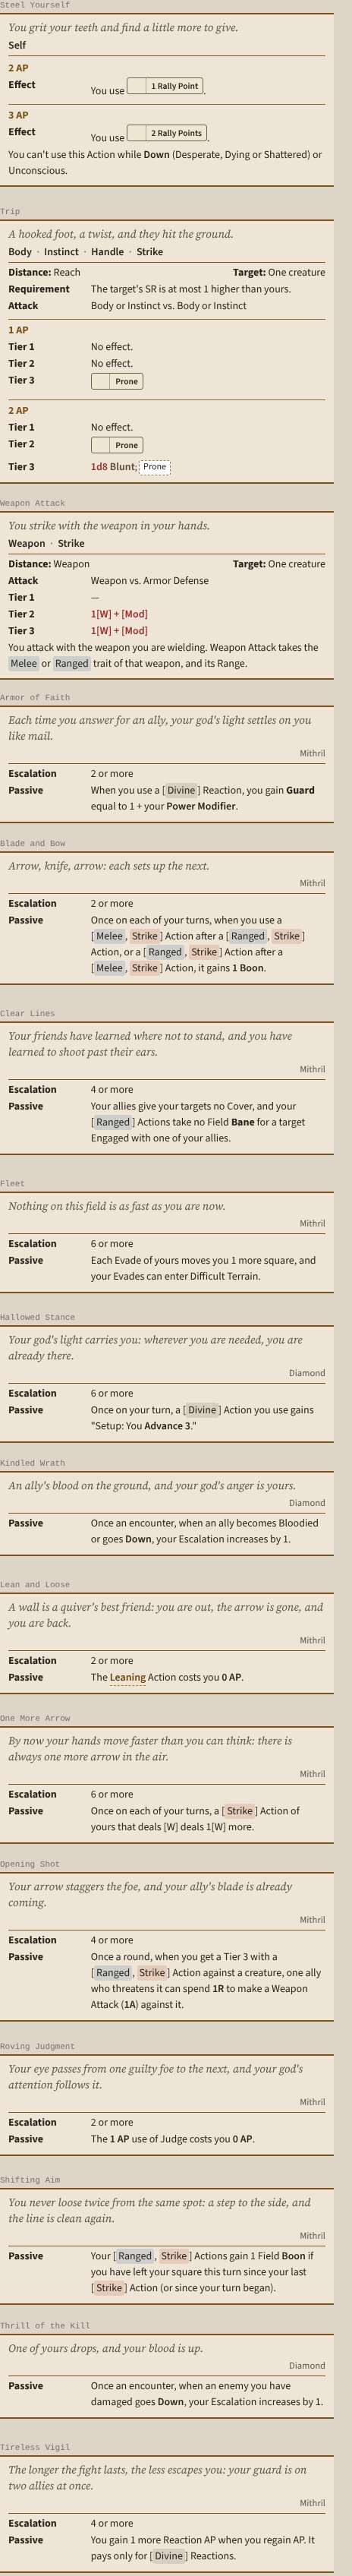 Steel Yourself
You grit your teeth and find a little more to give.
Self
2 AP
Effect You use 1 Rally Point.
3 AP
Effect You use 2 Rally Points.
You can't use this Action while Down (Desperate, Dying or Shattered) or
Unconscious.
Trip
A hooked foot, a twist, and they hit the ground.
Body · Instinct · Handle · Strike
Distance: Reach Target: One creature
Requirement The target's SR is at most 1 higher than yours.
Attack Body or Instinct vs. Body or Instinct
1 AP
Tier 1 No effect.
Tier 2 No effect.
Tier 3 Prone
2 AP
Tier 1 No effect.
Tier 2 Prone
Tier 3 1d8 Blunt; Prone
Weapon Attack
You strike with the weapon in your hands.
Weapon · Strike
Distance: Weapon Target: One creature
Attack Weapon vs. Armor Defense
Tier 1 —
Tier 2 1[W] + [Mod]
Tier 3 1[W] + [Mod]
You attack with the weapon you are wielding. Weapon Attack takes the
Melee or Ranged trait of that weapon, and its Range.
Armor of Faith
Each time you answer for an ally, your god's light settles on you
like mail.
Mithril
Escalation 2 or more
Passive When you use a [Divine] Reaction, you gain Guard
equal to 1 + your Power Modifier.
Blade and Bow
Arrow, knife, arrow: each sets up the next.
Mithril
Escalation 2 or more
Passive Once on each of your turns, when you use a
[Melee, Strike] Action after a [Ranged, Strike]
Action, or a [Ranged, Strike] Action after a
[Melee, Strike] Action, it gains 1 Boon.
Clear Lines
Your friends have learned where not to stand, and you have
learned to shoot past their ears.
Mithril
Escalation 4 or more
Passive Your allies give your targets no Cover, and your
[Ranged] Actions take no Field Bane for a target
Engaged with one of your allies.
Fleet
Nothing on this field is as fast as you are now.
Mithril
Escalation 6 or more
Passive Each Evade of yours moves you 1 more square, and
your Evades can enter Difficult Terrain.
Hallowed Stance
Your god's light carries you: wherever you are needed, you are
already there.
Diamond
Escalation 6 or more
Passive Once on your turn, a [Divine] Action you use gains
"Setup: You Advance 3."
Kindled Wrath
An ally's blood on the ground, and your god's anger is yours.
Diamond
Passive Once an encounter, when an ally becomes Bloodied
or goes Down, your Escalation increases by 1.
Lean and Loose
A wall is a quiver's best friend: you are out, the arrow is gone, and
you are back.
Mithril
Escalation 2 or more
Passive The Leaning Action costs you 0 AP.
One More Arrow
By now your hands move faster than you can think: there is
always one more arrow in the air.
Mithril
Escalation 6 or more
Passive Once on each of your turns, a [Strike] Action of
yours that deals [W] deals 1[W] more.
Opening Shot
Your arrow staggers the foe, and your ally's blade is already
coming.
Mithril
Escalation 4 or more
Passive Once a round, when you get a Tier 3 with a
[Ranged, Strike] Action against a creature, one ally
who threatens it can spend 1R to make a Weapon
Attack (1A) against it.
Roving Judgment
Your eye passes from one guilty foe to the next, and your god's
attention follows it.
Mithril
Escalation 2 or more
Passive The 1 AP use of Judge costs you 0 AP.
Shifting Aim
You never loose twice from the same spot: a step to the side, and
the line is clean again.
Mithril
Passive Your [Ranged, Strike] Actions gain 1 Field Boon if
you have left your square this turn since your last
[Strike] Action (or since your turn began).
Thrill of the Kill
One of yours drops, and your blood is up.
Diamond
Passive Once an encounter, when an enemy you have
damaged goes Down, your Escalation increases by 1.
Tireless Vigil
The longer the fight lasts, the less escapes you: your guard is on
two allies at once.
Mithril
Escalation 4 or more
Passive You gain 1 more Reaction AP when you regain AP. It
pays only for [Divine] Reactions.